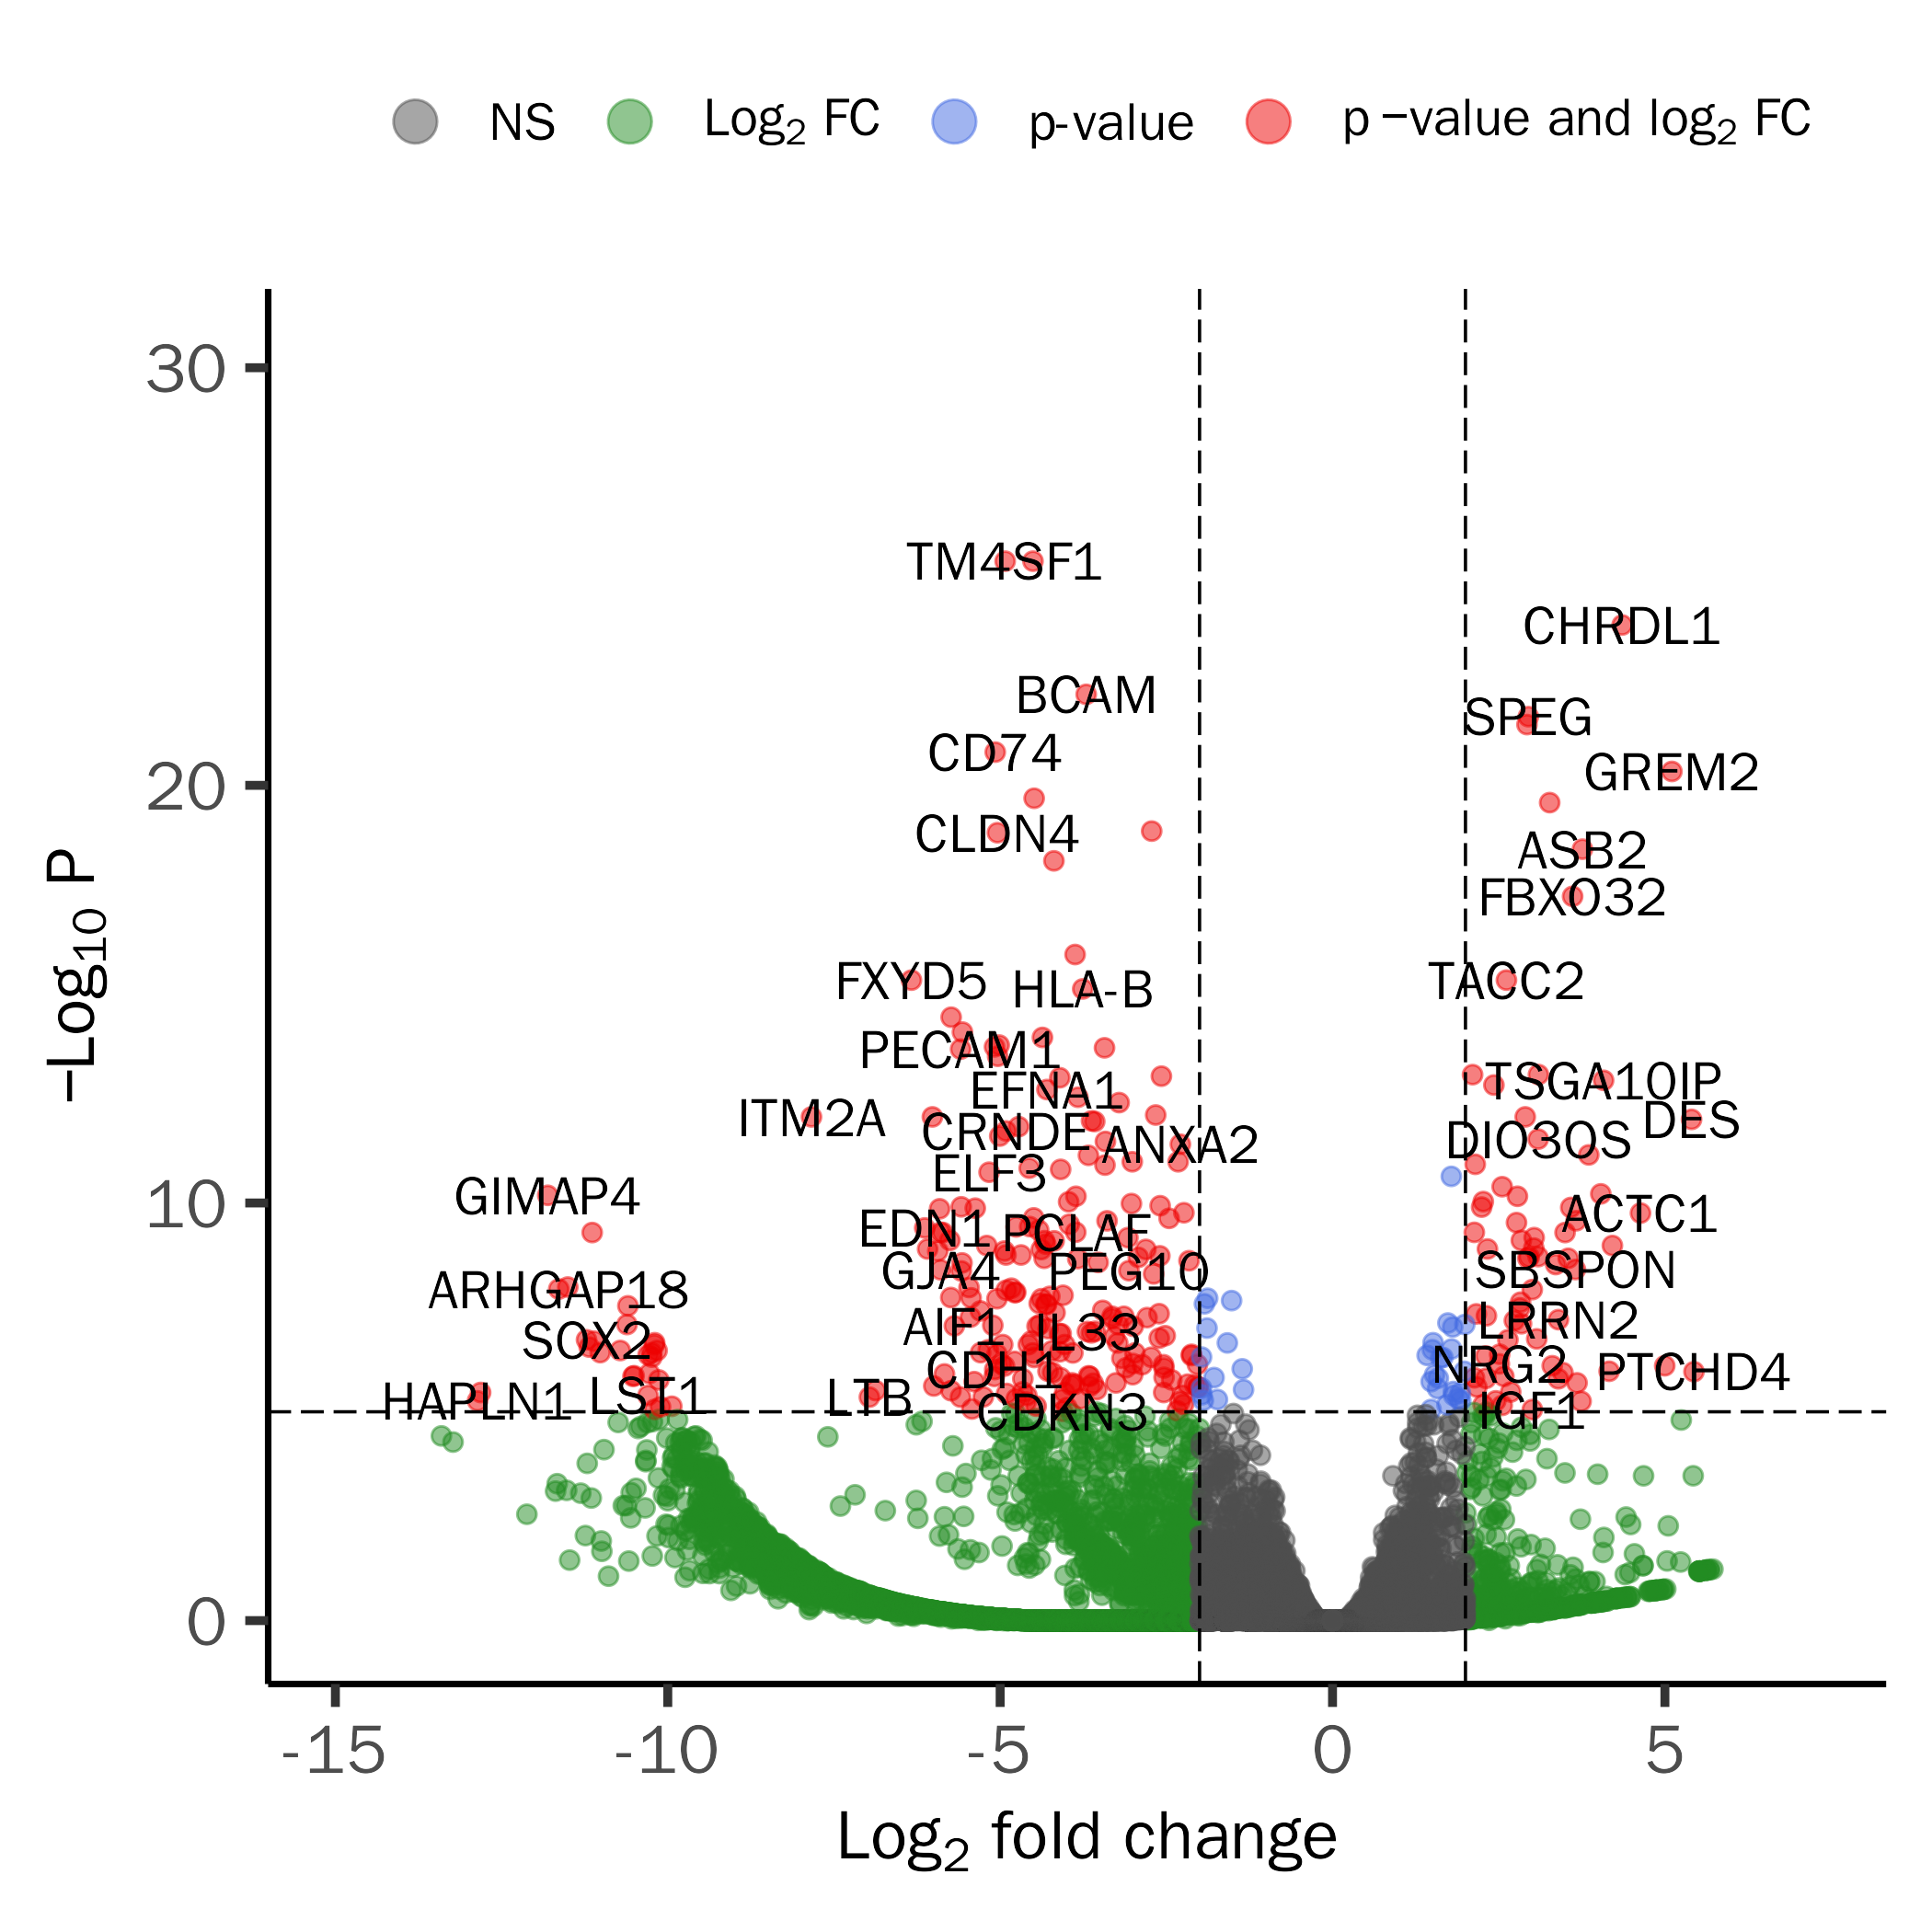 NS Log2 FC p-value p −value and log2 FC
30
20
10
0
−Log10 P
TM4SF1
CHRDL1
BCAM
SPEG
CD74
GREM2
CLDN4
ASB2
FBXO32
FXYD5
HLA-B
TACC2
PECAM1
EFNA1
TSGA10IP
ITM2A
CRNDE
ANXA2
DIO3OS
DES
ELF3
GIMAP4
EDN1
PCLAF
ACTC1
GJA4
PEG10
SBSPON
ARHGAP18
AIF1
IL33
LRRN2
SOX2
CDH1
NRG2
PTCHD4
HAPLN1
LST1
LTB
CDKN3
IGF1
-15 -10 -5 0 5
Log2 fold change